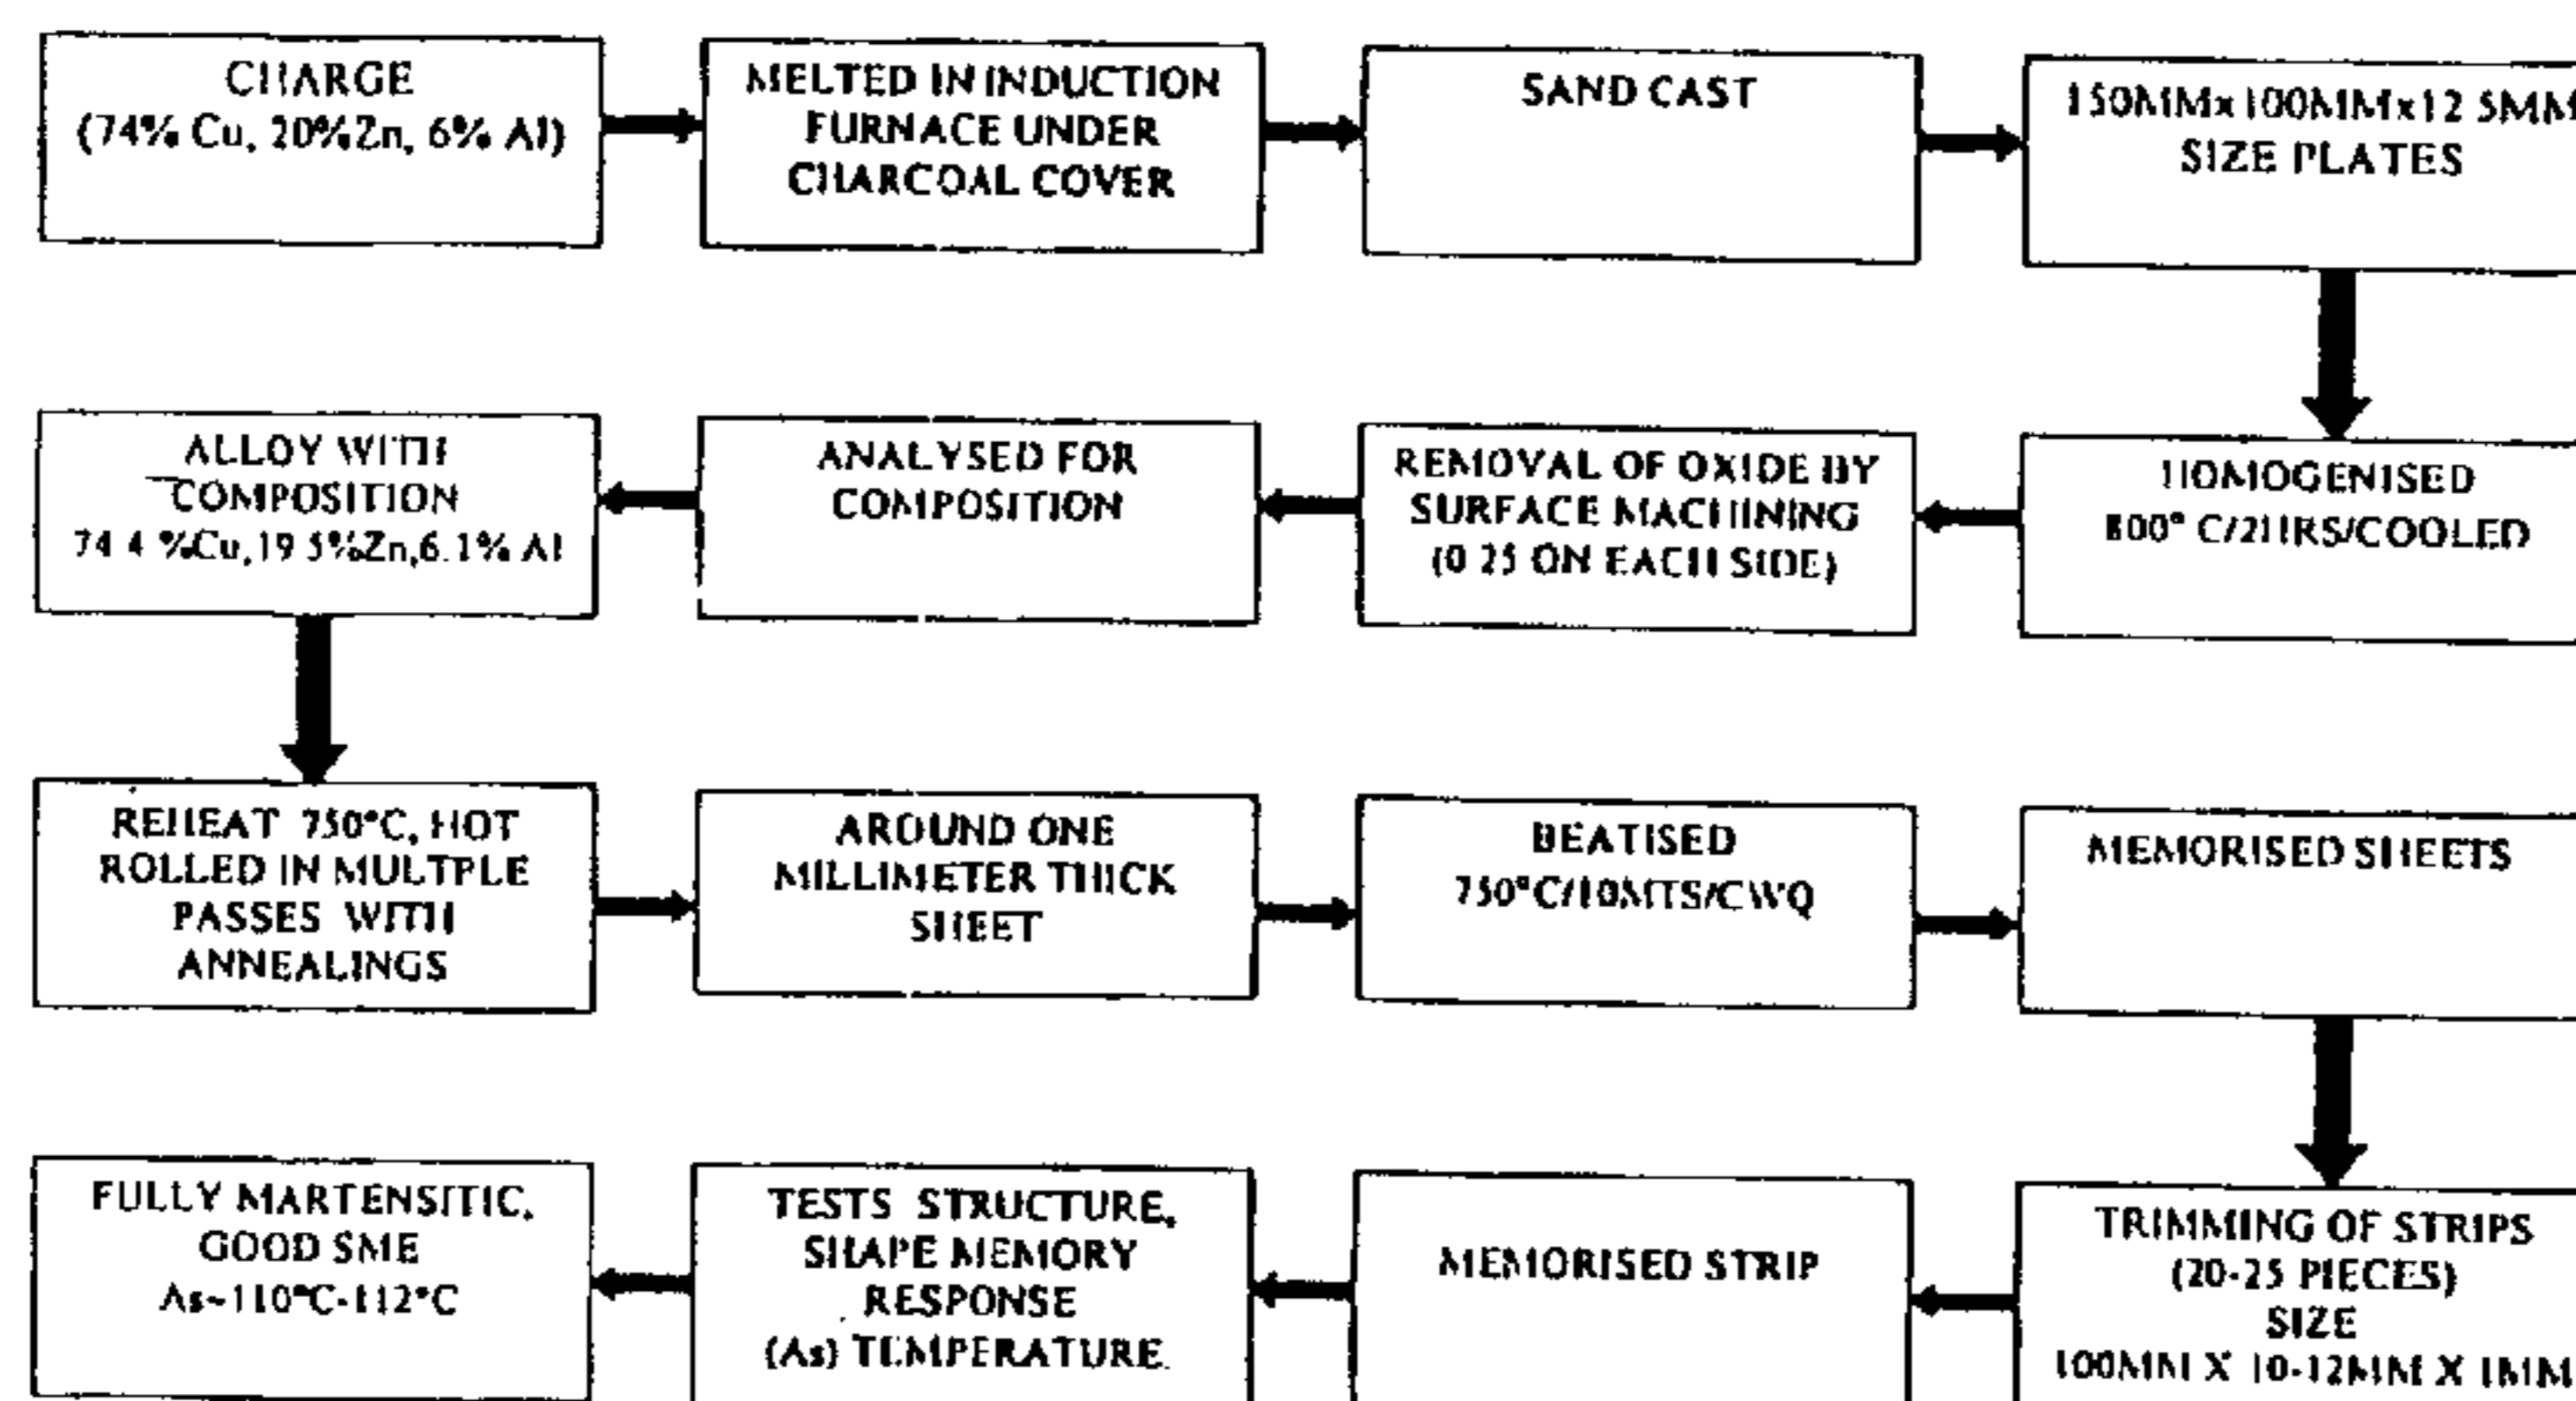 CHARGE
(74% Cu, 20%Zn, 6% Al)
MELTED IN INDUCTION
FURNACE UNDER
CHARCOAL COVER
SAND CAST
150MMx100MMx12 5MM
SIZE PLATES
HOMOGENISED
800° C/2HRS/COOLED
REMOVAL OF OXIDE BY
SURFACE MACHINING
(0 25 ON EACH SIDE)
ANALYSED FOR
COMPOSITION
ALLOY WITH
COMPOSITION
74 4 %Cu,19 5%Zn,6.1% Al
REHEAT 750°C, HOT
ROLLED IN MULTPLE
PASSES WITH
ANNEALINGS
AROUND ONE
MILLIMETER THICK
SHEET
BEATISED
750°C/10MTS/CWQ
MEMORISED SHEETS
TRIMMING OF STRIPS
(20-25 PIECES)
SIZE
100MM X 10-12MM X 1MM
MEMORISED STRIP
TESTS STRUCTURE,
SHAPE MEMORY
RESPONSE
(As) TEMPERATURE.
FULLY MARTENSITIC,
GOOD SME
As~110°C-112°C